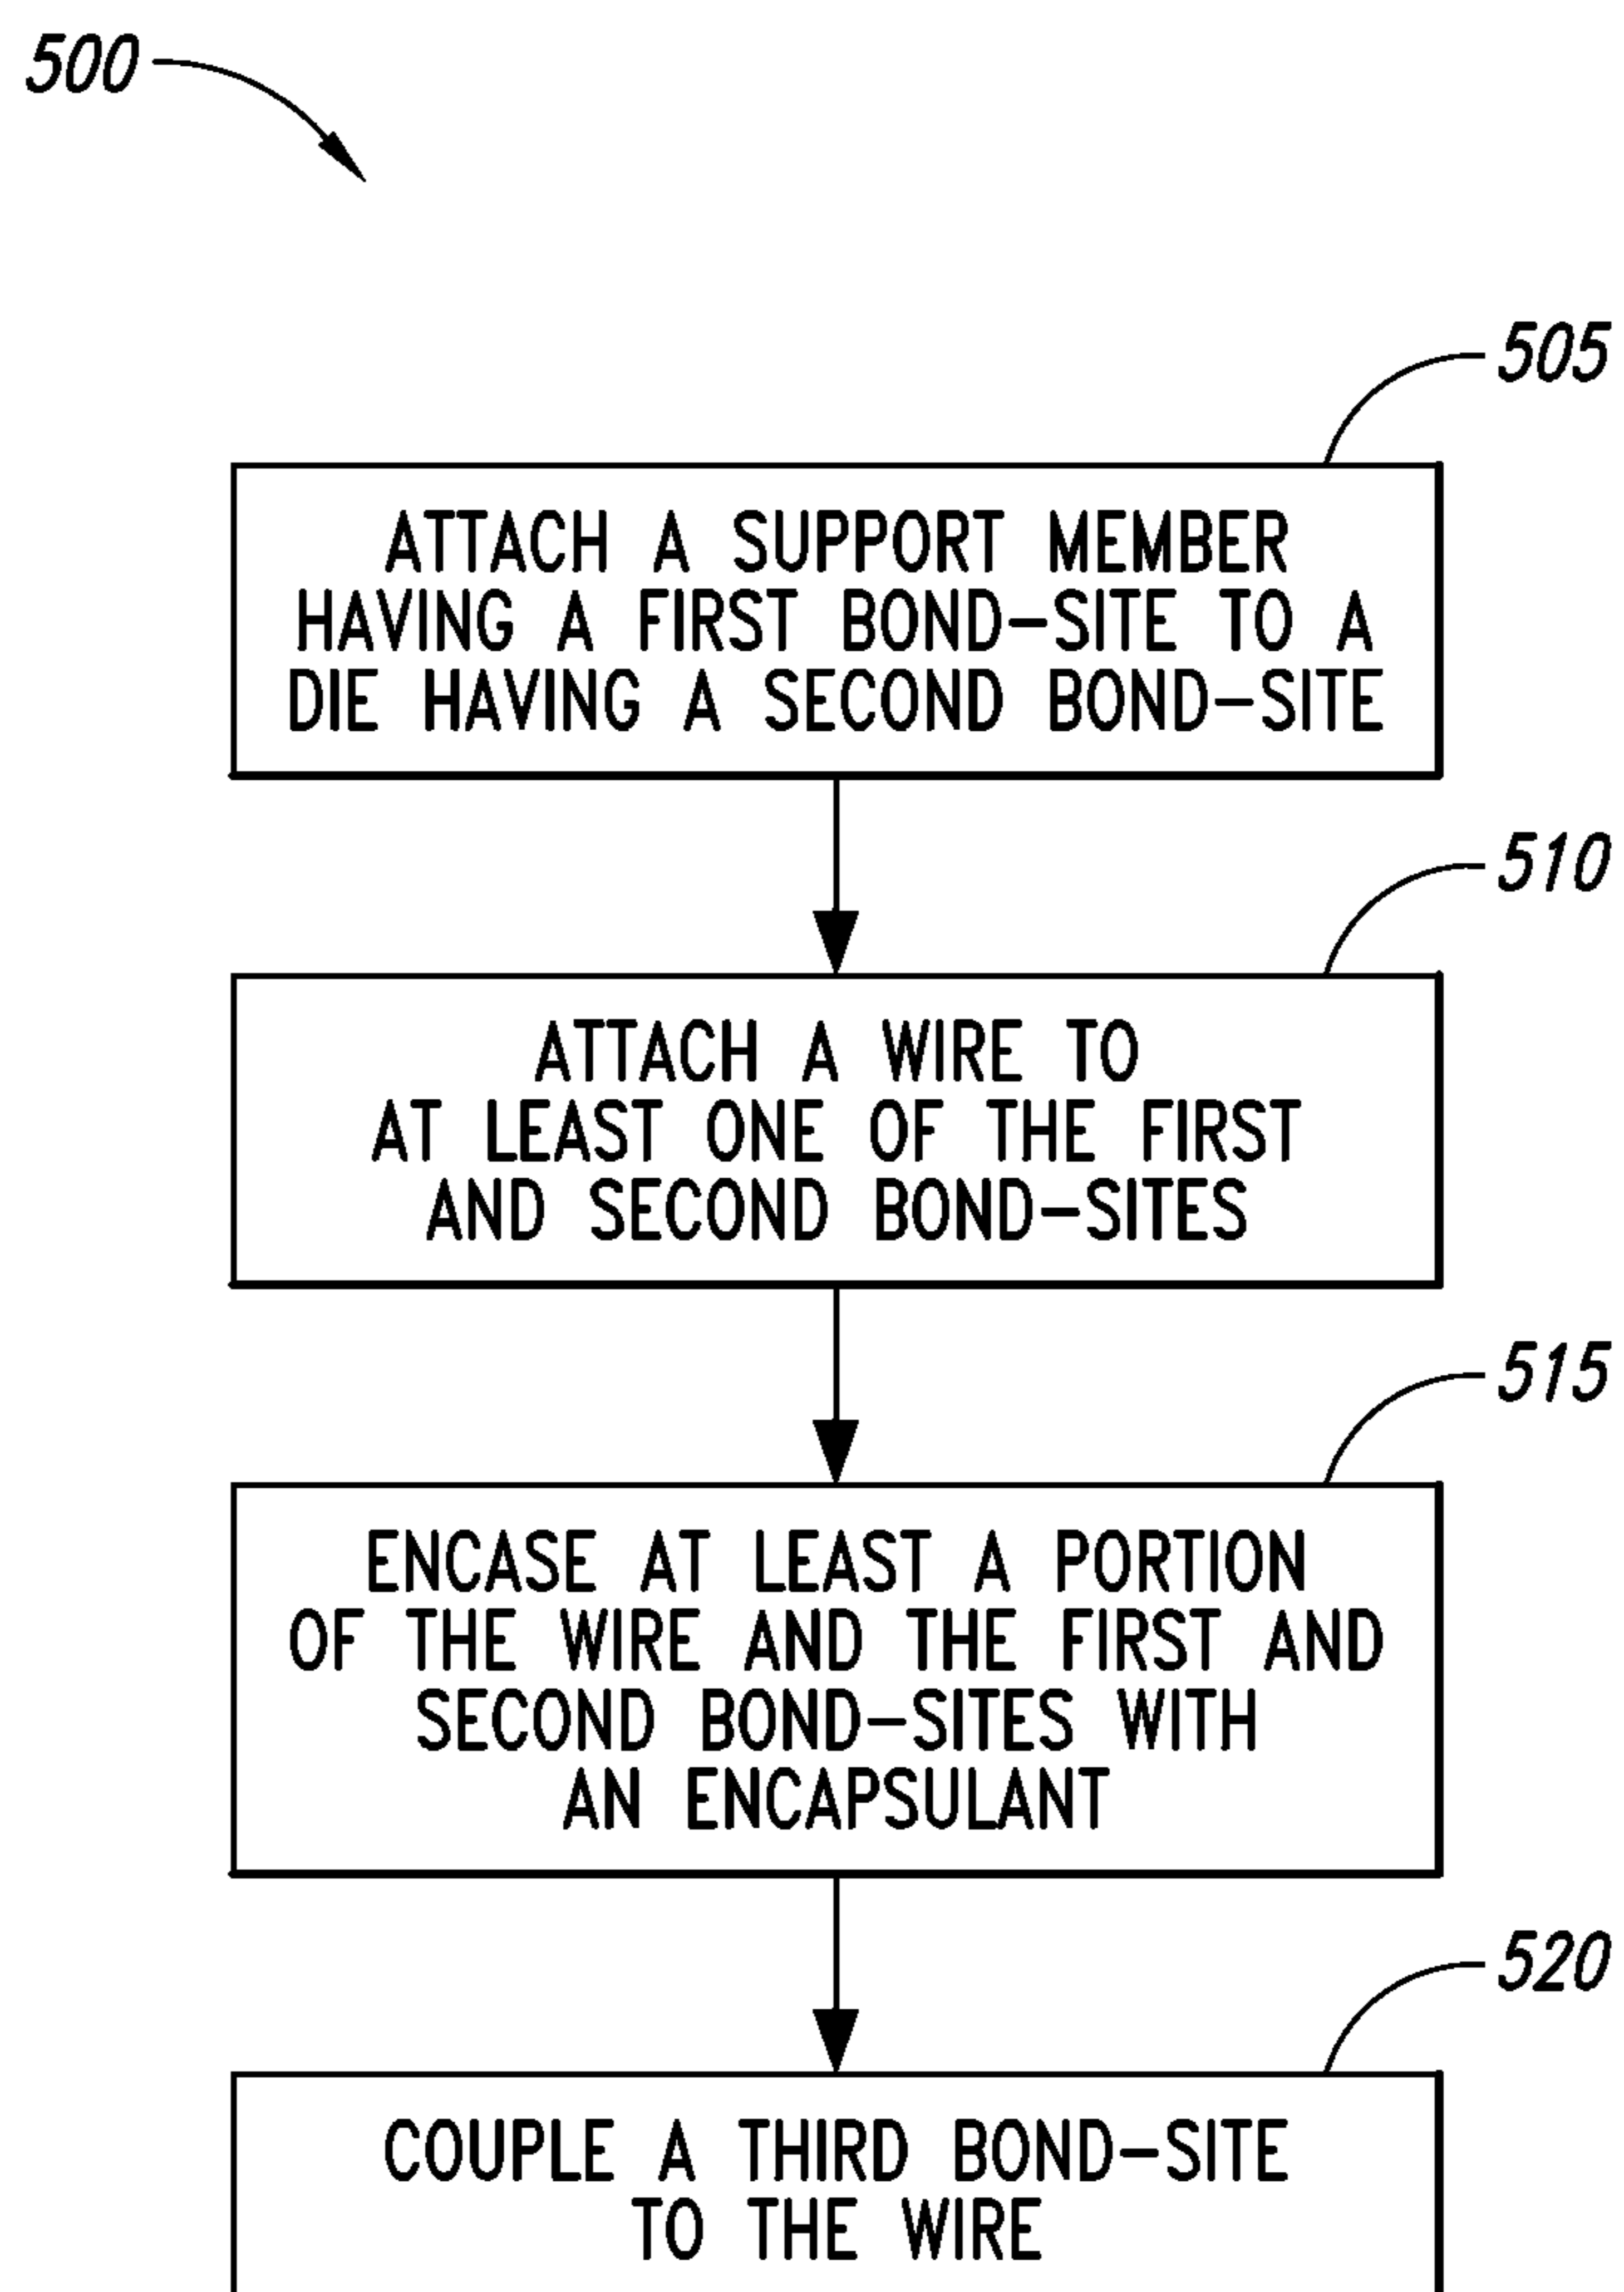 500
505
ATTACH A SUPPORT MEMBER
HAVING A FIRST BOND-SITE TO A
DIE HAVING A SECOND BOND-SITE
510
ATTACH A WIRE TO
AT LEAST ONE OF THE FIRST
AND SECOND BOND-SITES
515
ENCASE AT LEAST A PORTION
OF THE WIRE AND THE FIRST AND
SECOND BOND-SITES WITH
AN ENCAPSULANT
520
COUPLE A THIRD BOND-SITE
TO THE WIRE